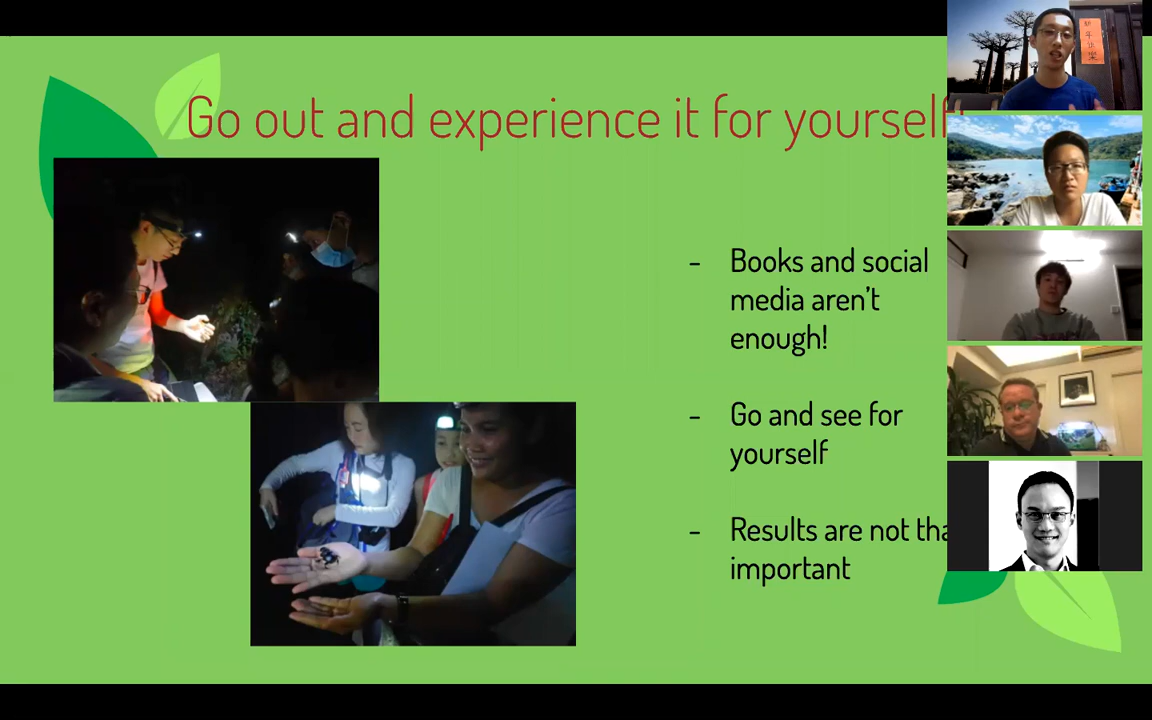 Go out and experience it for yourself
- Books and social
media aren't
enough!
- Go and see for
yourself
- Results are not tha
important